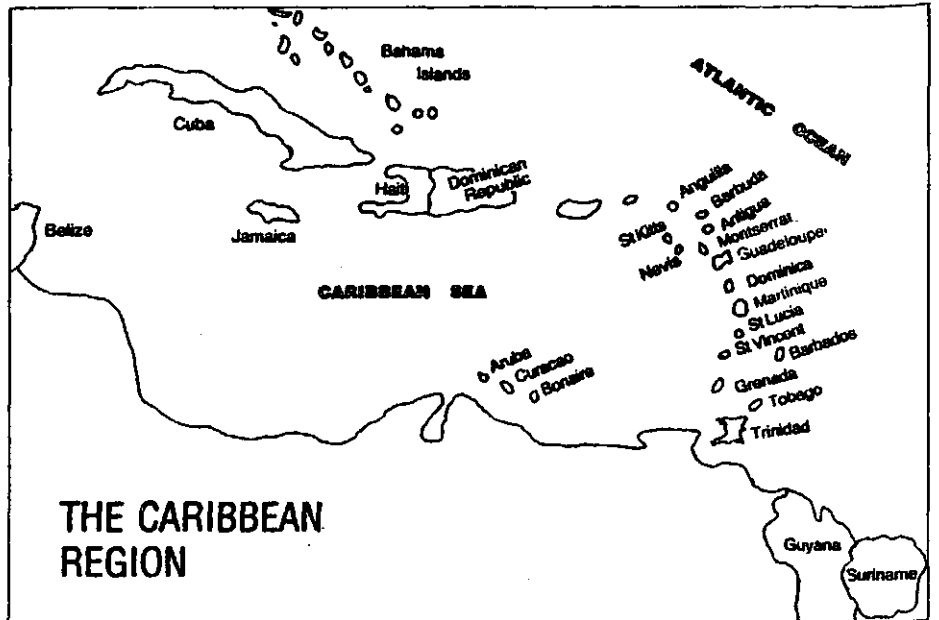 Bahama
Islands
ATLANTIC OCEAN
Cuba
Haiti
Dominican
Republic
Anguilla
Barbuda
Antigua
St Kitts
Montserrat
Nevis
Guadeloupe
Belize
Jamaica
Dominica
CARIBBEAN SEA
Martinique
St Lucia
St Vincent
Barbados
Aruba
Curacao
Bonaire
Grenada
Tobago
Trinidad
THE CARIBBEAN
REGION
Guyana
Suriname